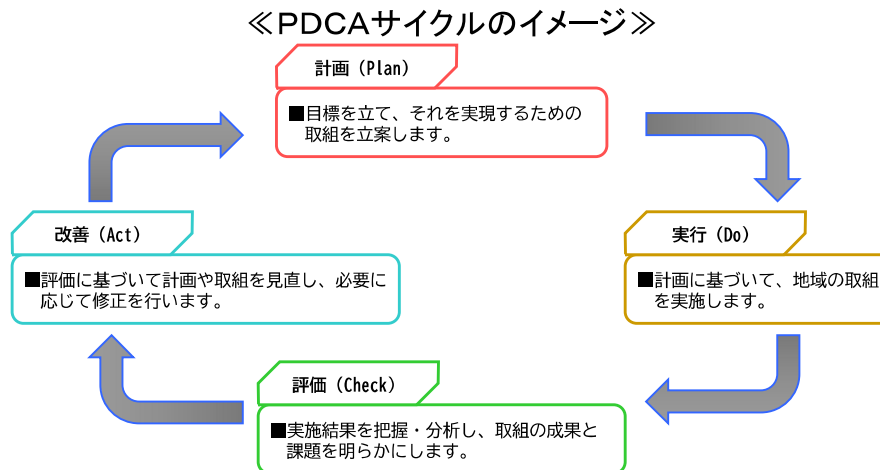 ≪PDCAサイクルのイメージ≫
計画（Plan）
■目標を立て、それを実現するための
取組を立案します。
実行（Do）
■計画に基づいて、地域の取組
を実施します。
評価（Check）
■実施結果を把握・分析し、取組の成果と
課題を明らかにします。
改善（Act）
■評価に基づいて計画や取組を見直し、必要に
応じて修正を行います。